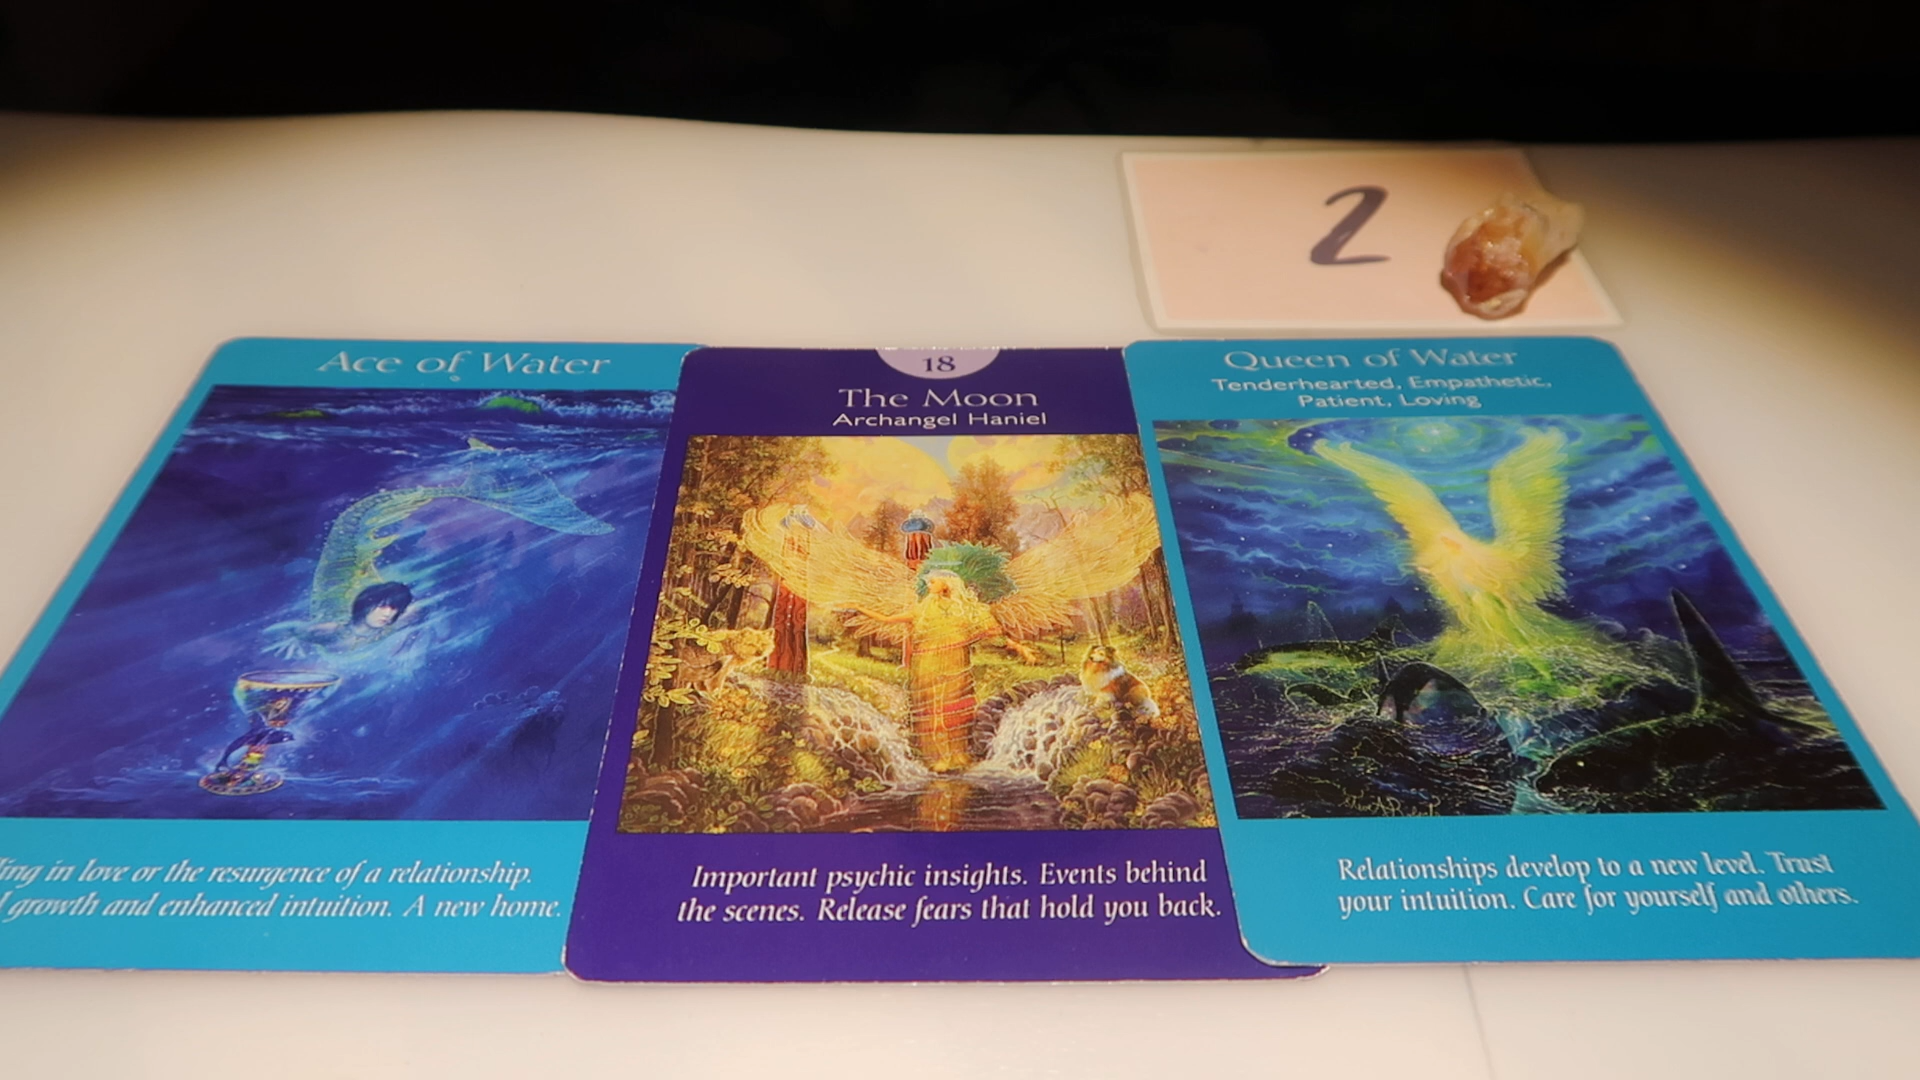 2
Ace of Water
ling in love or the resurgence of a relationship.
growth and enhanced intuition. A new home.
18
The Moon
Archangel Haniel
Important psychic insights. Events behind
the scenes. Release fears that hold you back.
Queen of Water
Tenderhearted, Empathetic,
Patient, Loving
Relationships develop to a new level. Trust
your intuition. Care for yourself and others.